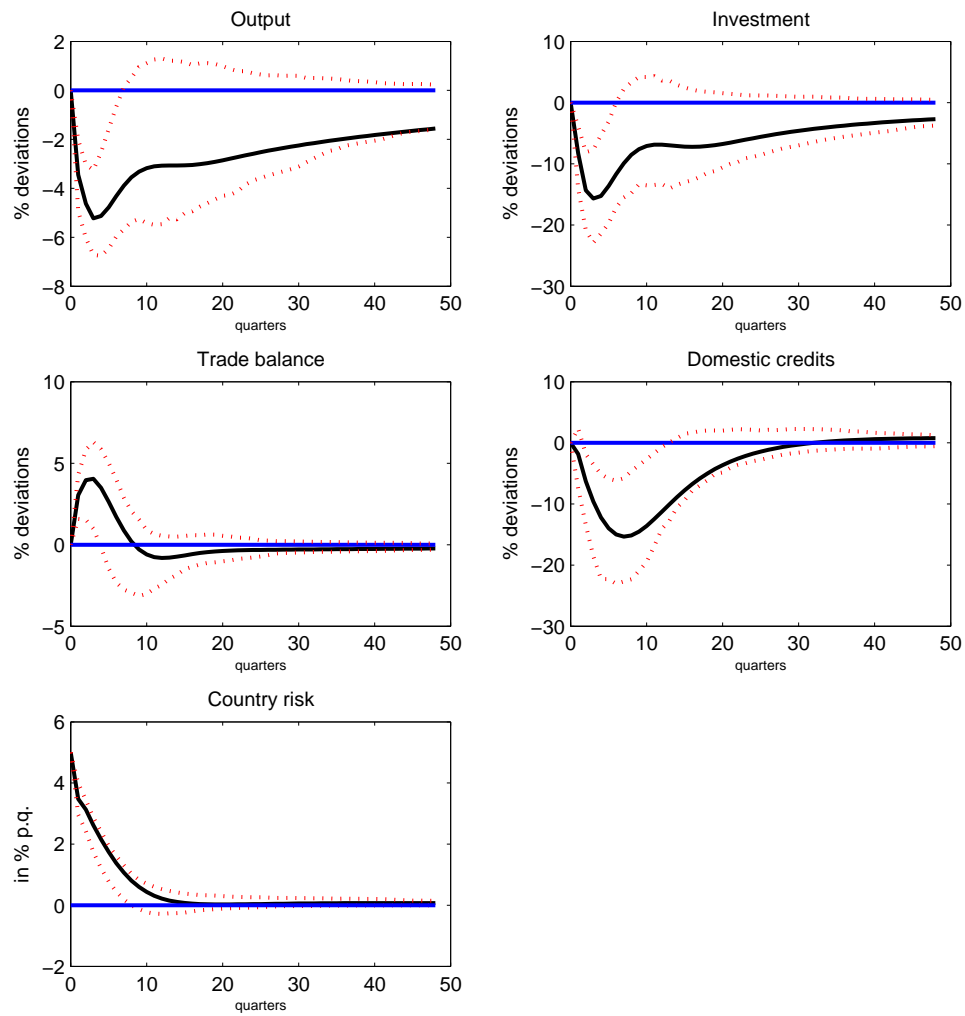 Output
% deviations
2
0
−2
−4
−6
−8
0 10 20 30 40 50
quarters
Investment
% deviations
10
0
−10
−20
−30
0 10 20 30 40 50
quarters
Trade balance
% deviations
10
5
0
−5
0 10 20 30 40 50
quarters
Domestic credits
% deviations
10
0
−10
−20
−30
0 10 20 30 40 50
quarters
Country risk
in % p.q.
6
4
2
0
−2
0 10 20 30 40 50
quarters